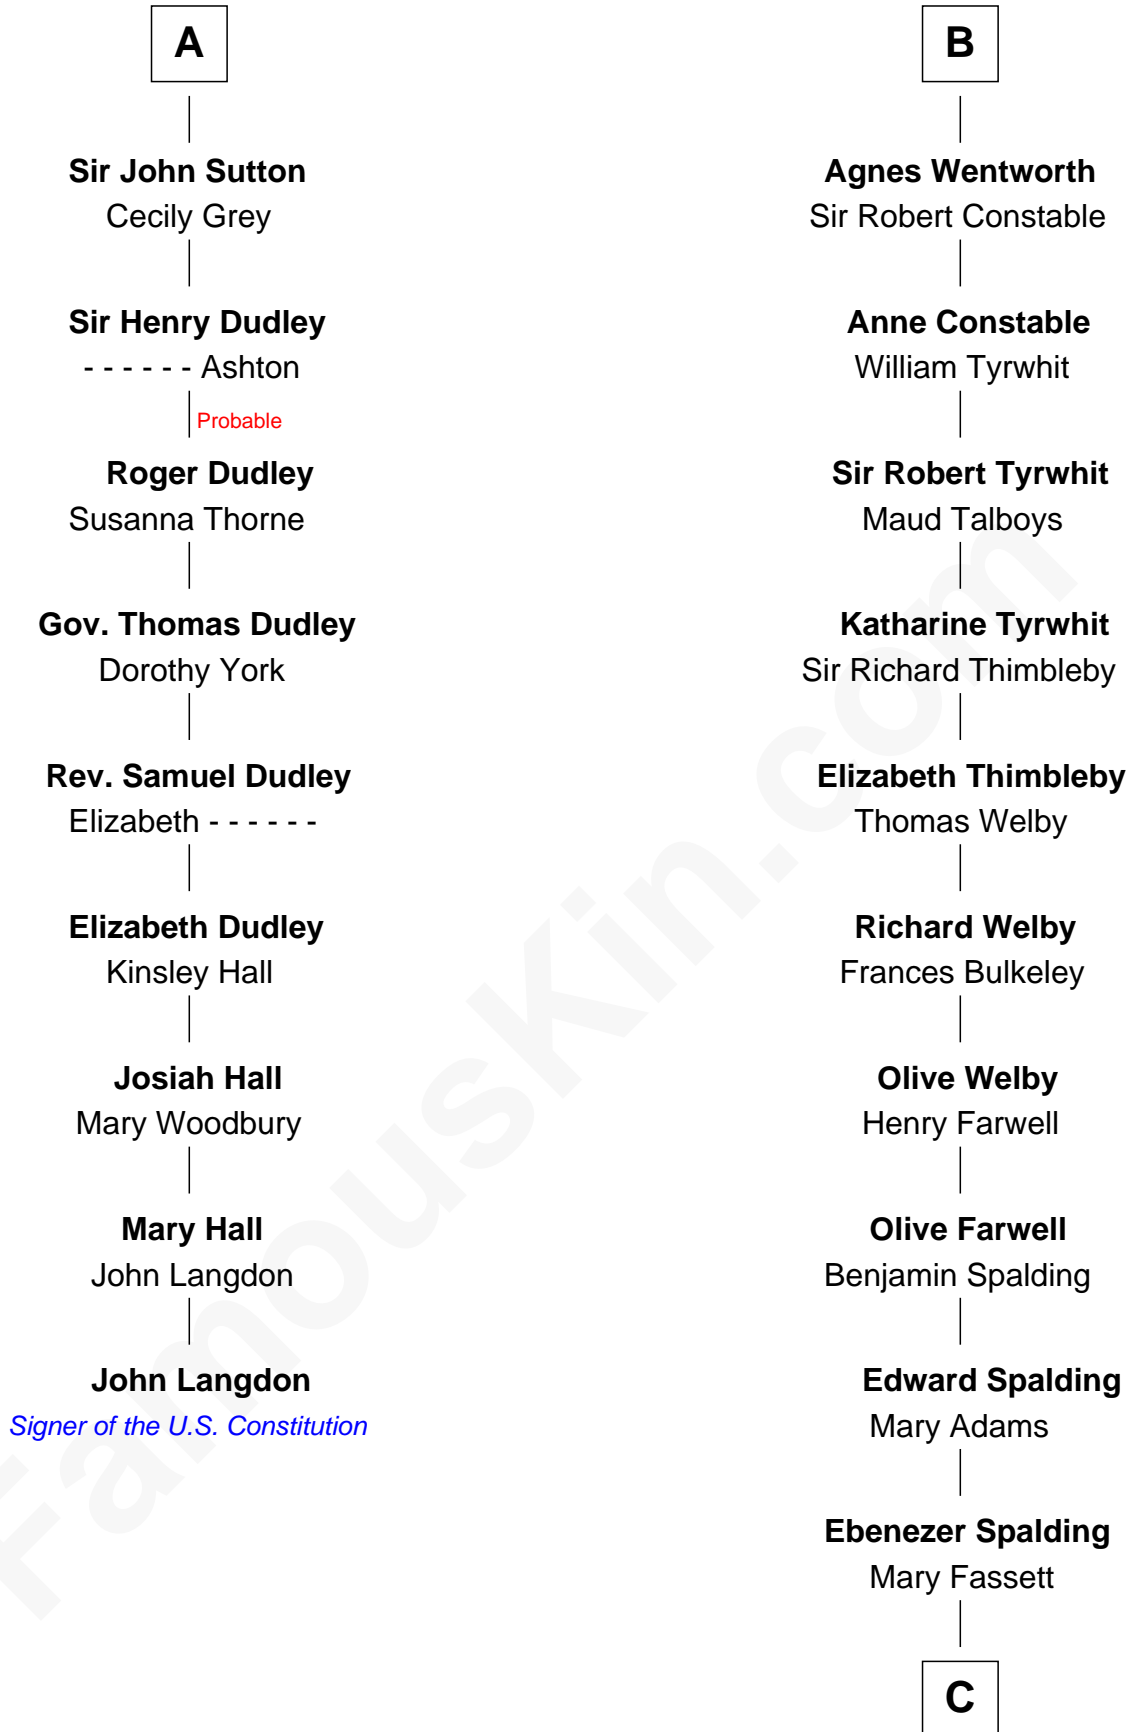 A
Sir John Sutton
Cecily Grey
Sir Henry Dudley
- - - - - - Ashton
Probable
Roger Dudley
Susanna Thorne
Gov. Thomas Dudley
Dorothy York
Rev. Samuel Dudley
Elizabeth - - - - - -
Elizabeth Dudley
Kinsley Hall
Josiah Hall
Mary Woodbury
Mary Hall
John Langdon
John Langdon
Signer of the U.S. Constitution
B
Agnes Wentworth
Sir Robert Constable
Anne Constable
William Tyrwhit
Sir Robert Tyrwhit
Maud Talboys
Katharine Tyrwhit
Sir Richard Thimbleby
Elizabeth Thimbleby
Thomas Welby
Richard Welby
Frances Bulkeley
Olive Welby
Henry Farwell
Olive Farwell
Benjamin Spalding
Edward Spalding
Mary Adams
Ebenezer Spalding
Mary Fassett
C
FamousKin.com